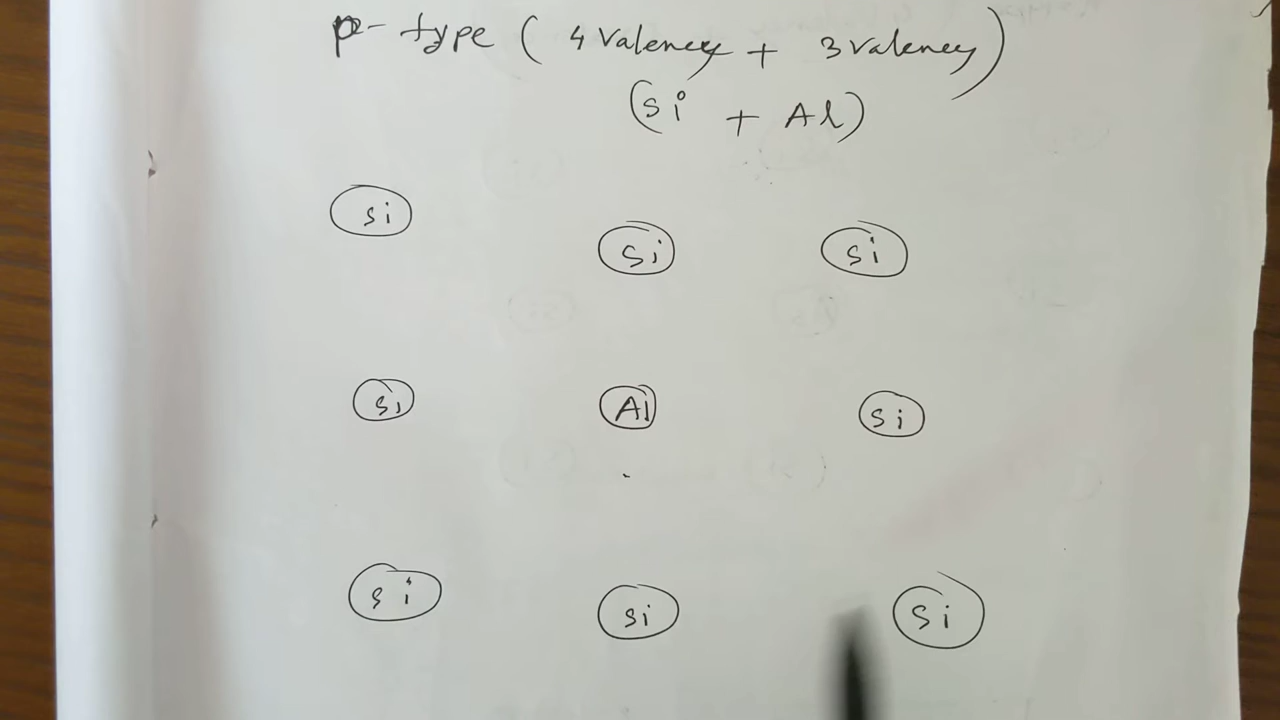 p-type (4 valency + 3 valency)
(Si + Al)
Si Si Si
Si Al Si
Si Si Si